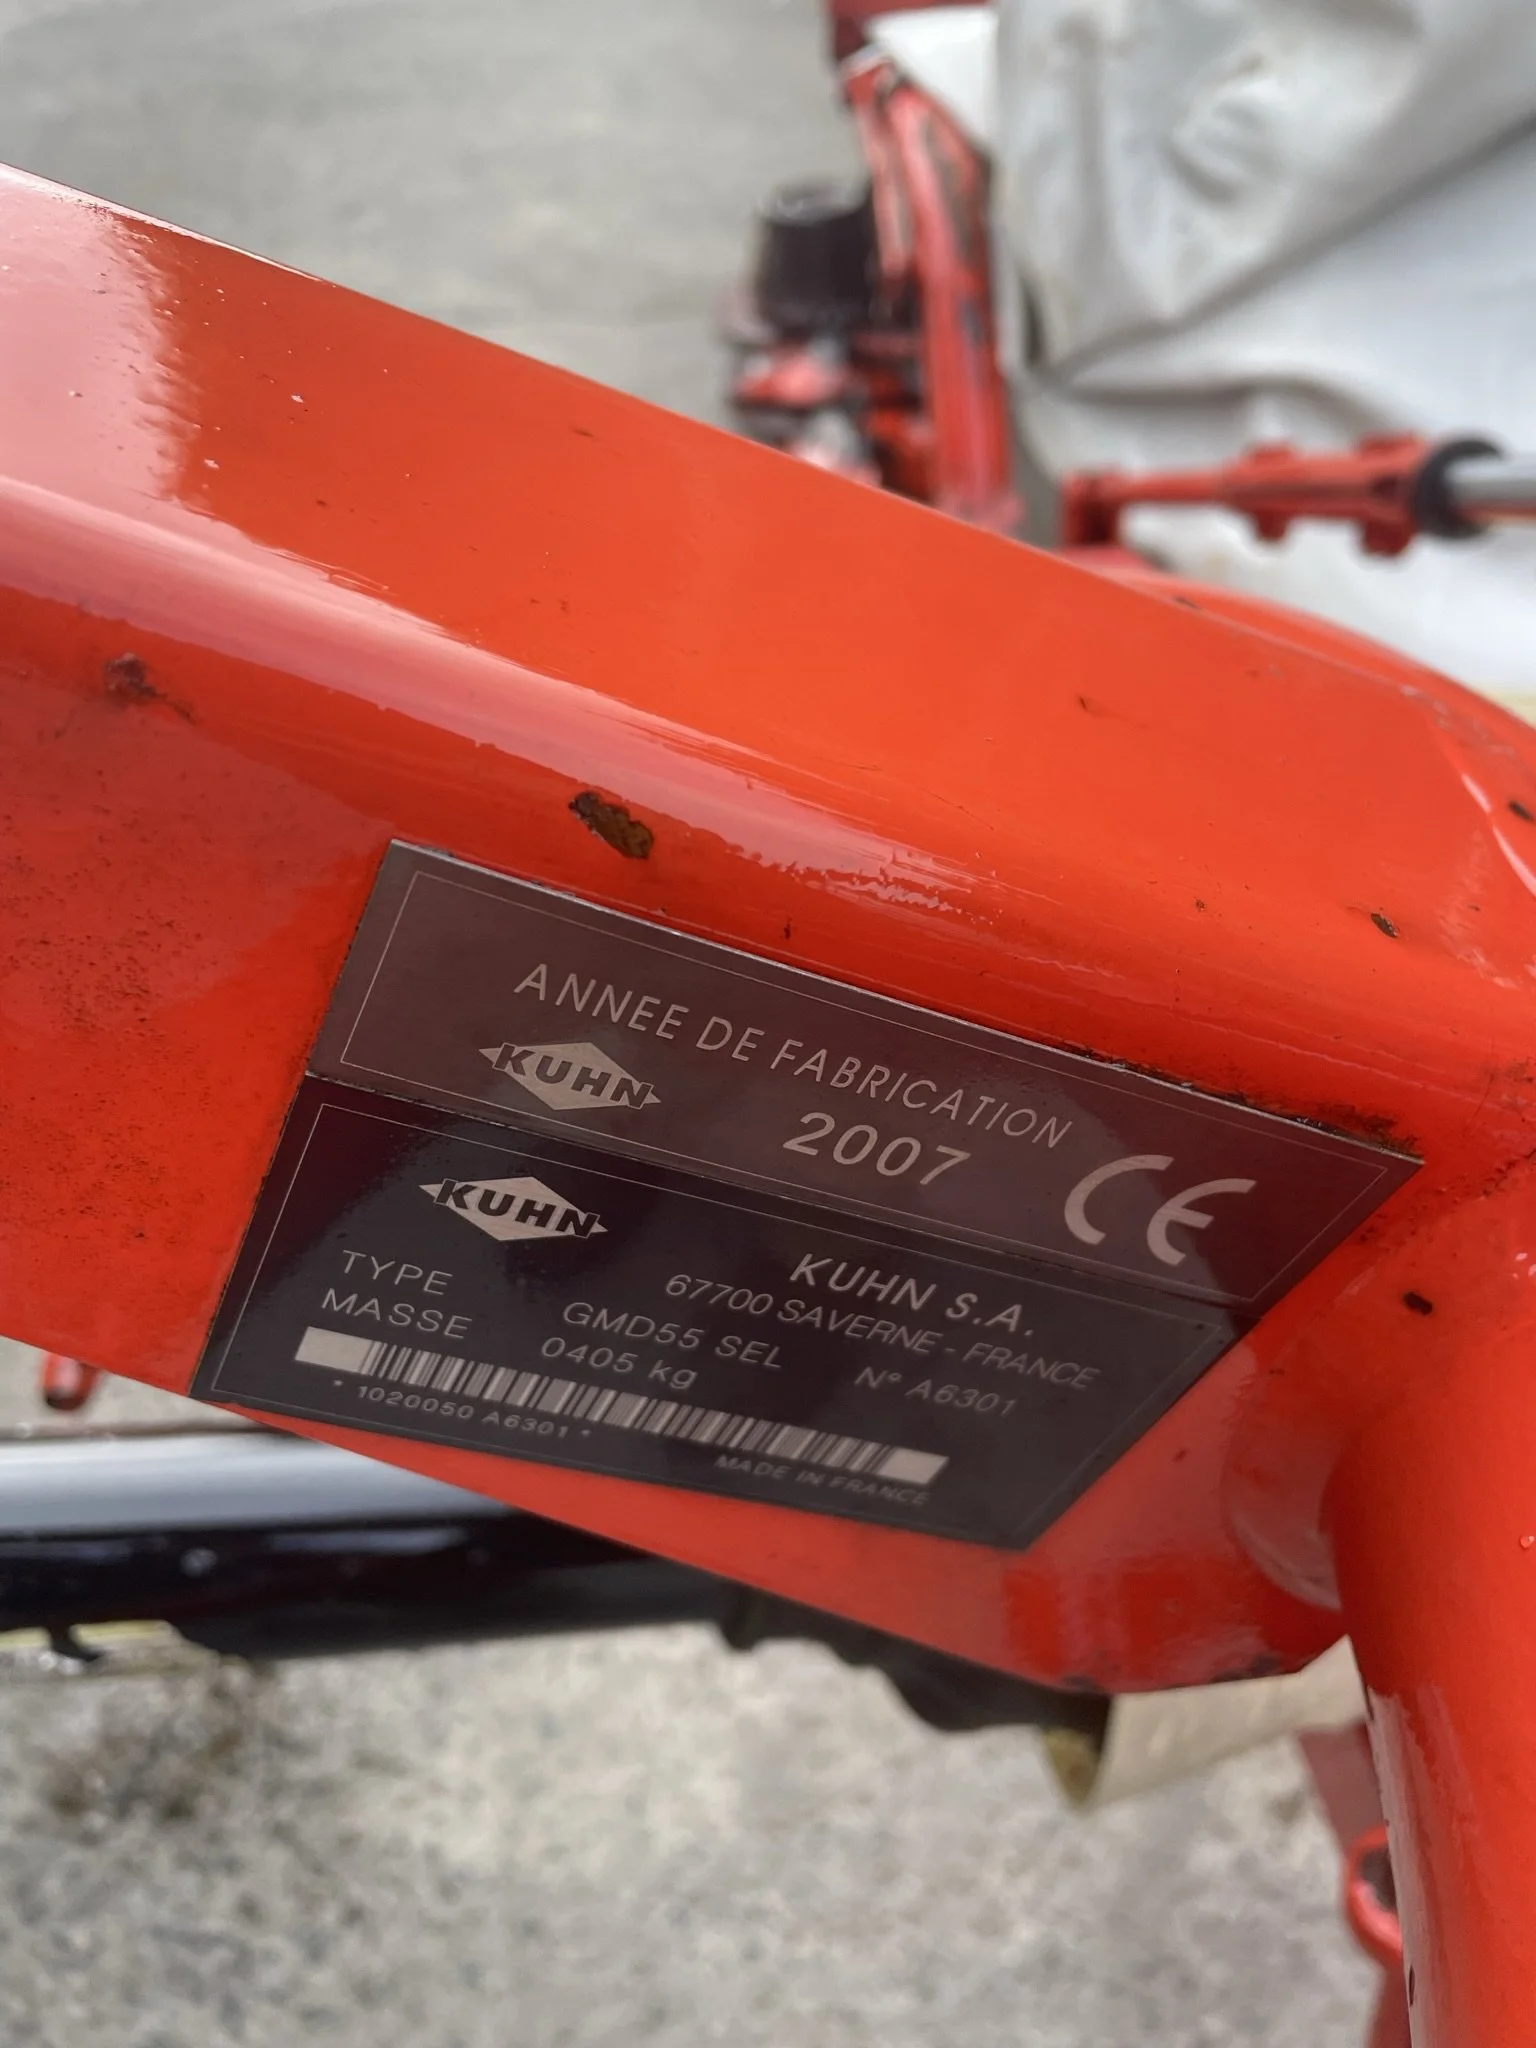 ANNEE DE FABRICATION
KUHN
2007
CE
KUHN
KUHN S.A.
67700 SAVERNE - FRANCE
TYPE GMD55 SEL N° A6301
MASSE 0405 kg
* 1020050 A6301 *
MADE IN FRANCE